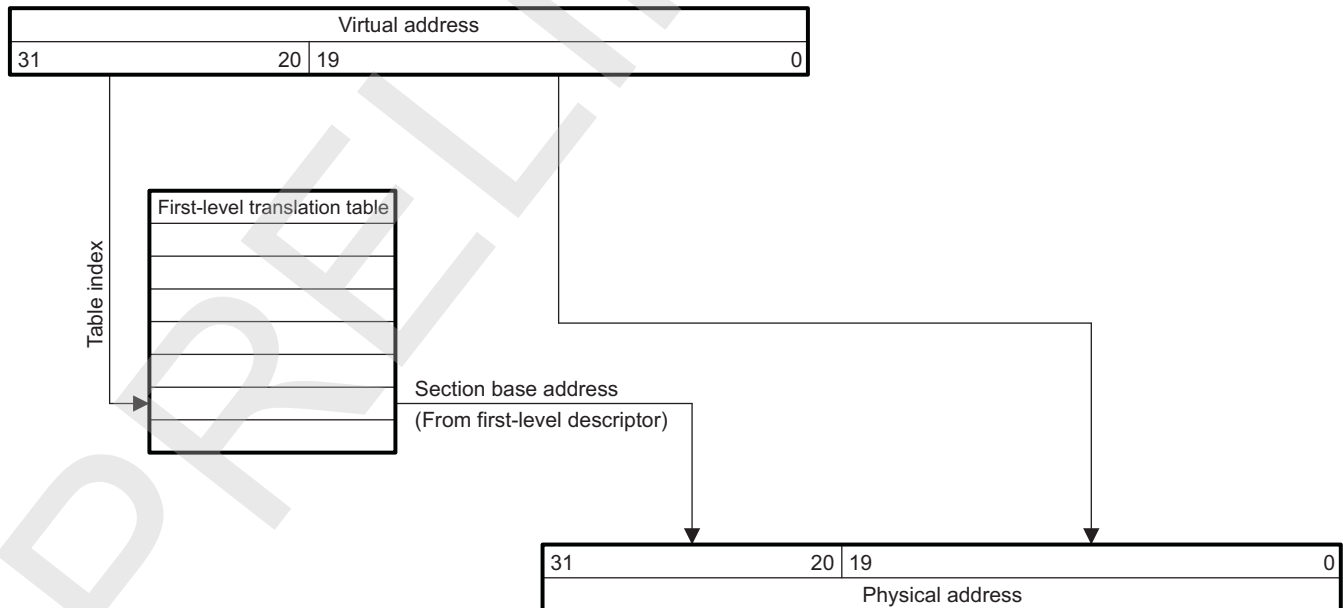 Virtual address
31 20 19 0
First-level translation table
Table index
Section base address
(From first-level descriptor)
31 20 19 0
Physical address
PRELI